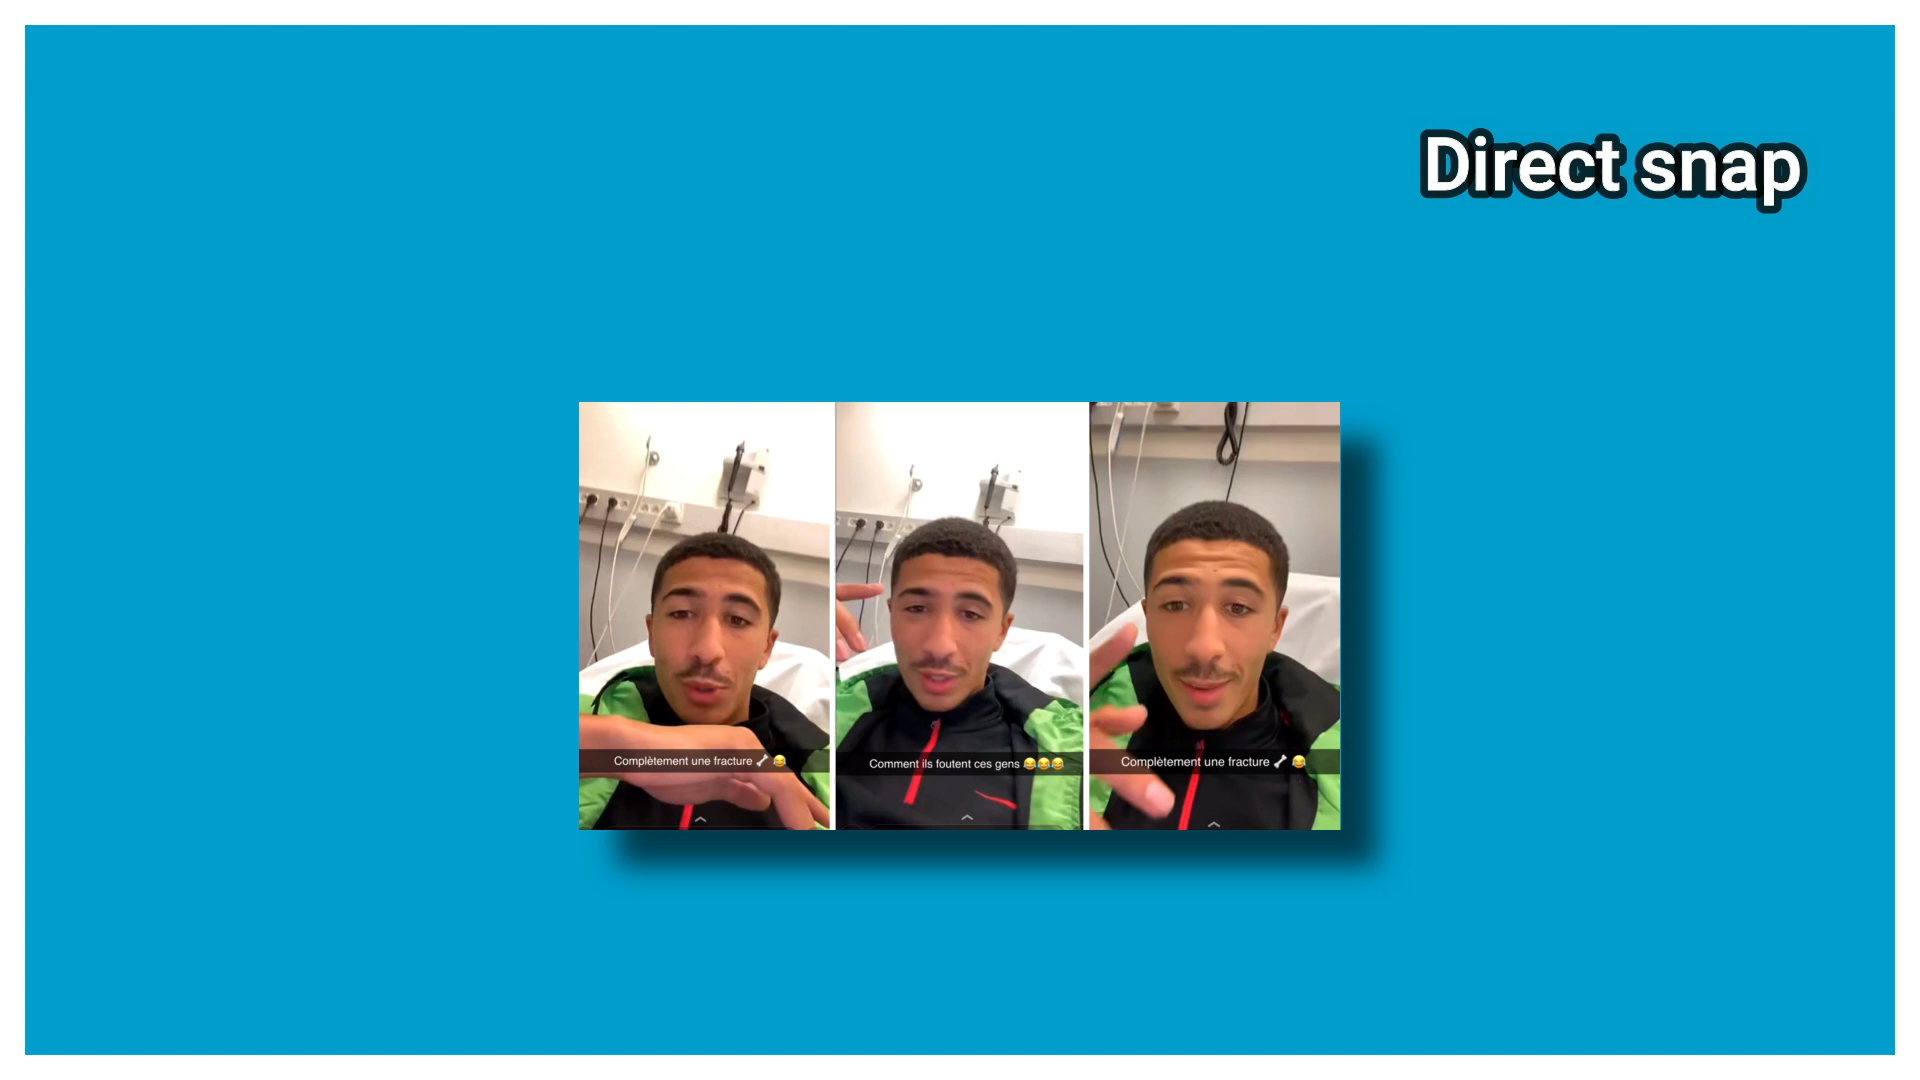 Direct snap
Complètement une fracture 🦴 😂
Comment ils foutent ces gens 😂😂😂
Complètement une fracture 🦴 😂